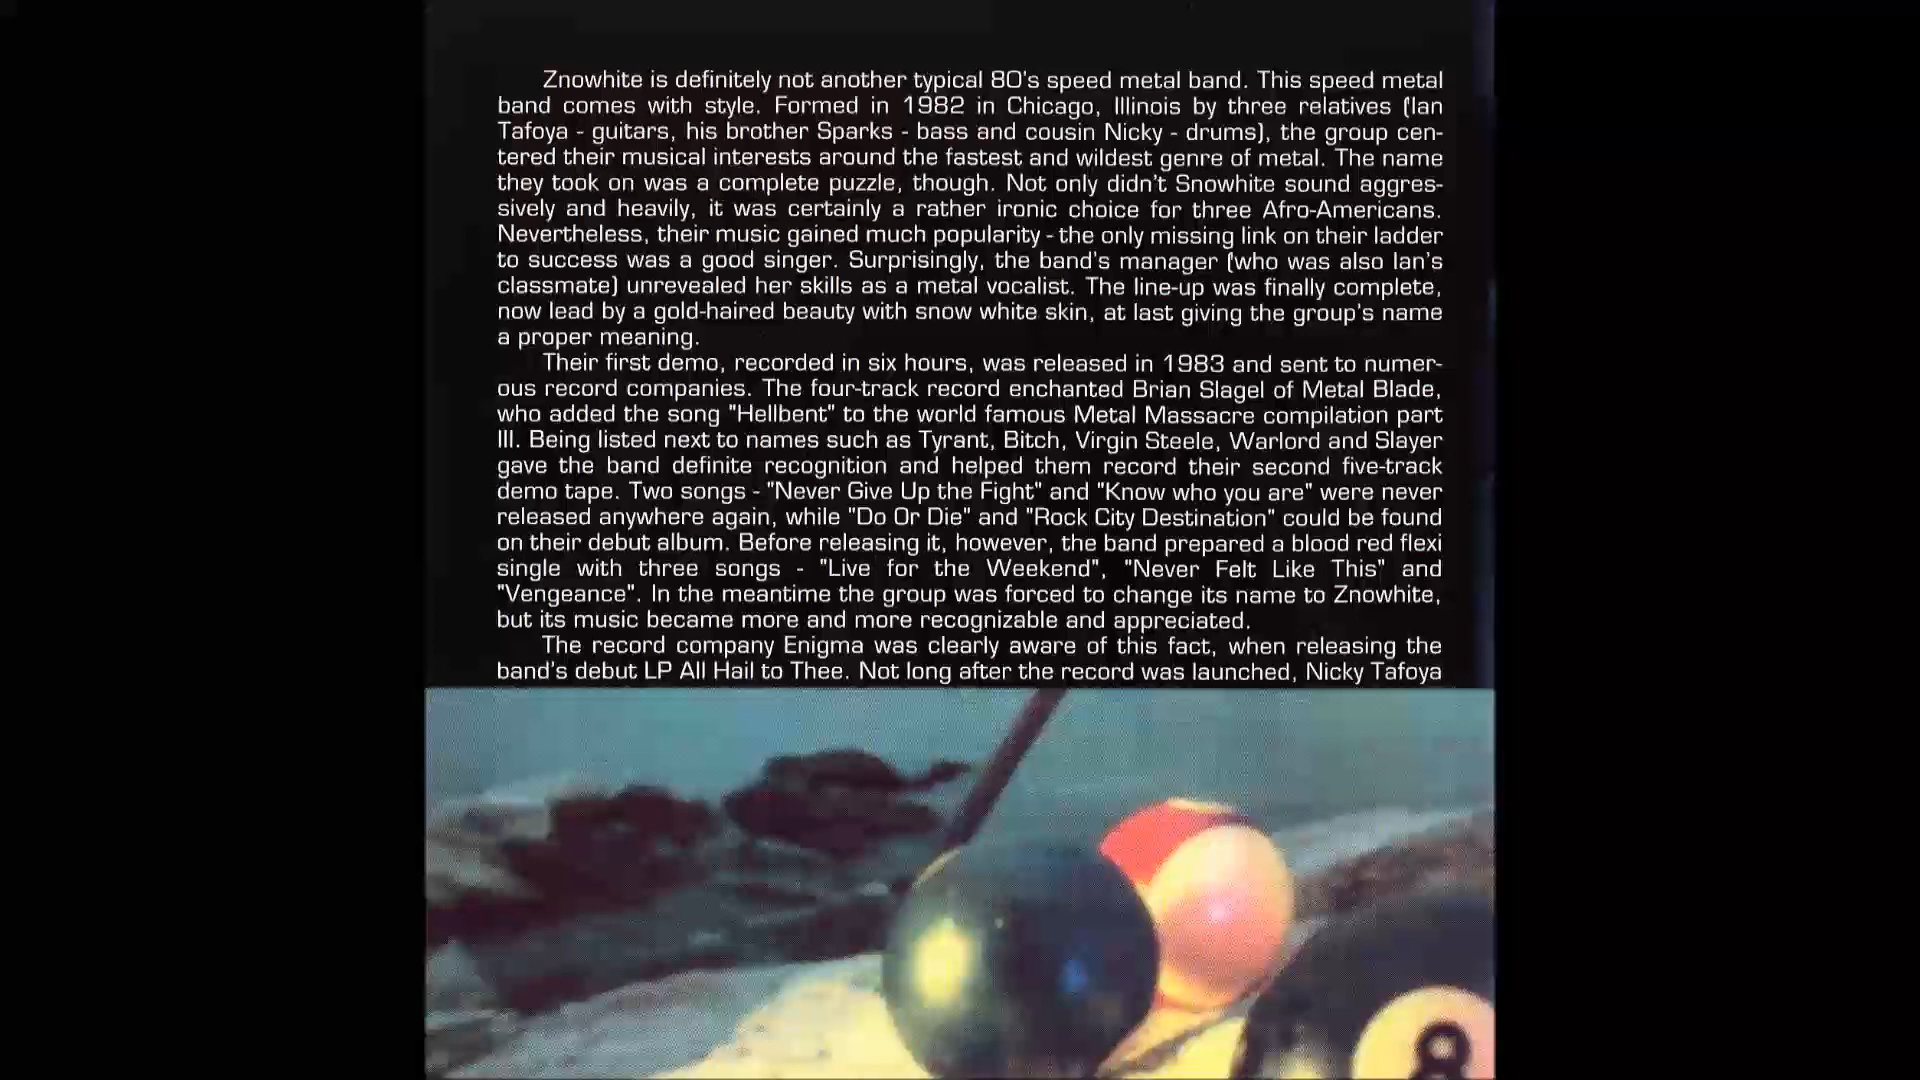 Znowhite is definitely not another typical 80's speed metal band. This speed metal
band comes with style. Formed in 1982 in Chicago, Illinois by three relatives (Ian
Tafoya - guitars, his brother Sparks - bass and cousin Nicky - drums), the group cen-
tered their musical interests around the fastest and wildest genre of metal. The name
they took on was a complete puzzle, though. Not only didn't Snowhite sound aggres-
sively and heavily, it was certainly a rather ironic choice for three Afro-Americans.
Nevertheless, their music gained much popularity - the only missing link on their ladder
to success was a good singer. Surprisingly, the band's manager (who was also Ian's
classmate) unrevealed her skills as a metal vocalist. The line-up was finally complete,
now lead by a gold-haired beauty with snow white skin, at last giving the group's name
a proper meaning.
Their first demo, recorded in six hours, was released in 1983 and sent to numer-
ous record companies. The four-track record enchanted Brian Slagel of Metal Blade,
who added the song "Hellbent" to the world famous Metal Massacre compilation part
III. Being listed next to names such as Tyrant, Bitch, Virgin Steele, Warlord and Slayer
gave the band definite recognition and helped them record their second five-track
demo tape. Two songs - "Never Give Up the Fight" and "Know who you are" were never
released anywhere again, while "Do Or Die" and "Rock City Destination" could be found
on their debut album. Before releasing it, however, the band prepared a blood red flexi
single with three songs - "Live for the Weekend", "Never Felt Like This" and
"Vengeance". In the meantime the group was forced to change its name to Znowhite,
but its music became more and more recognizable and appreciated.
The record company Enigma was clearly aware of this fact, when releasing the
band's debut LP All Hail to Thee. Not long after the record was launched, Nicky Tafoya
8